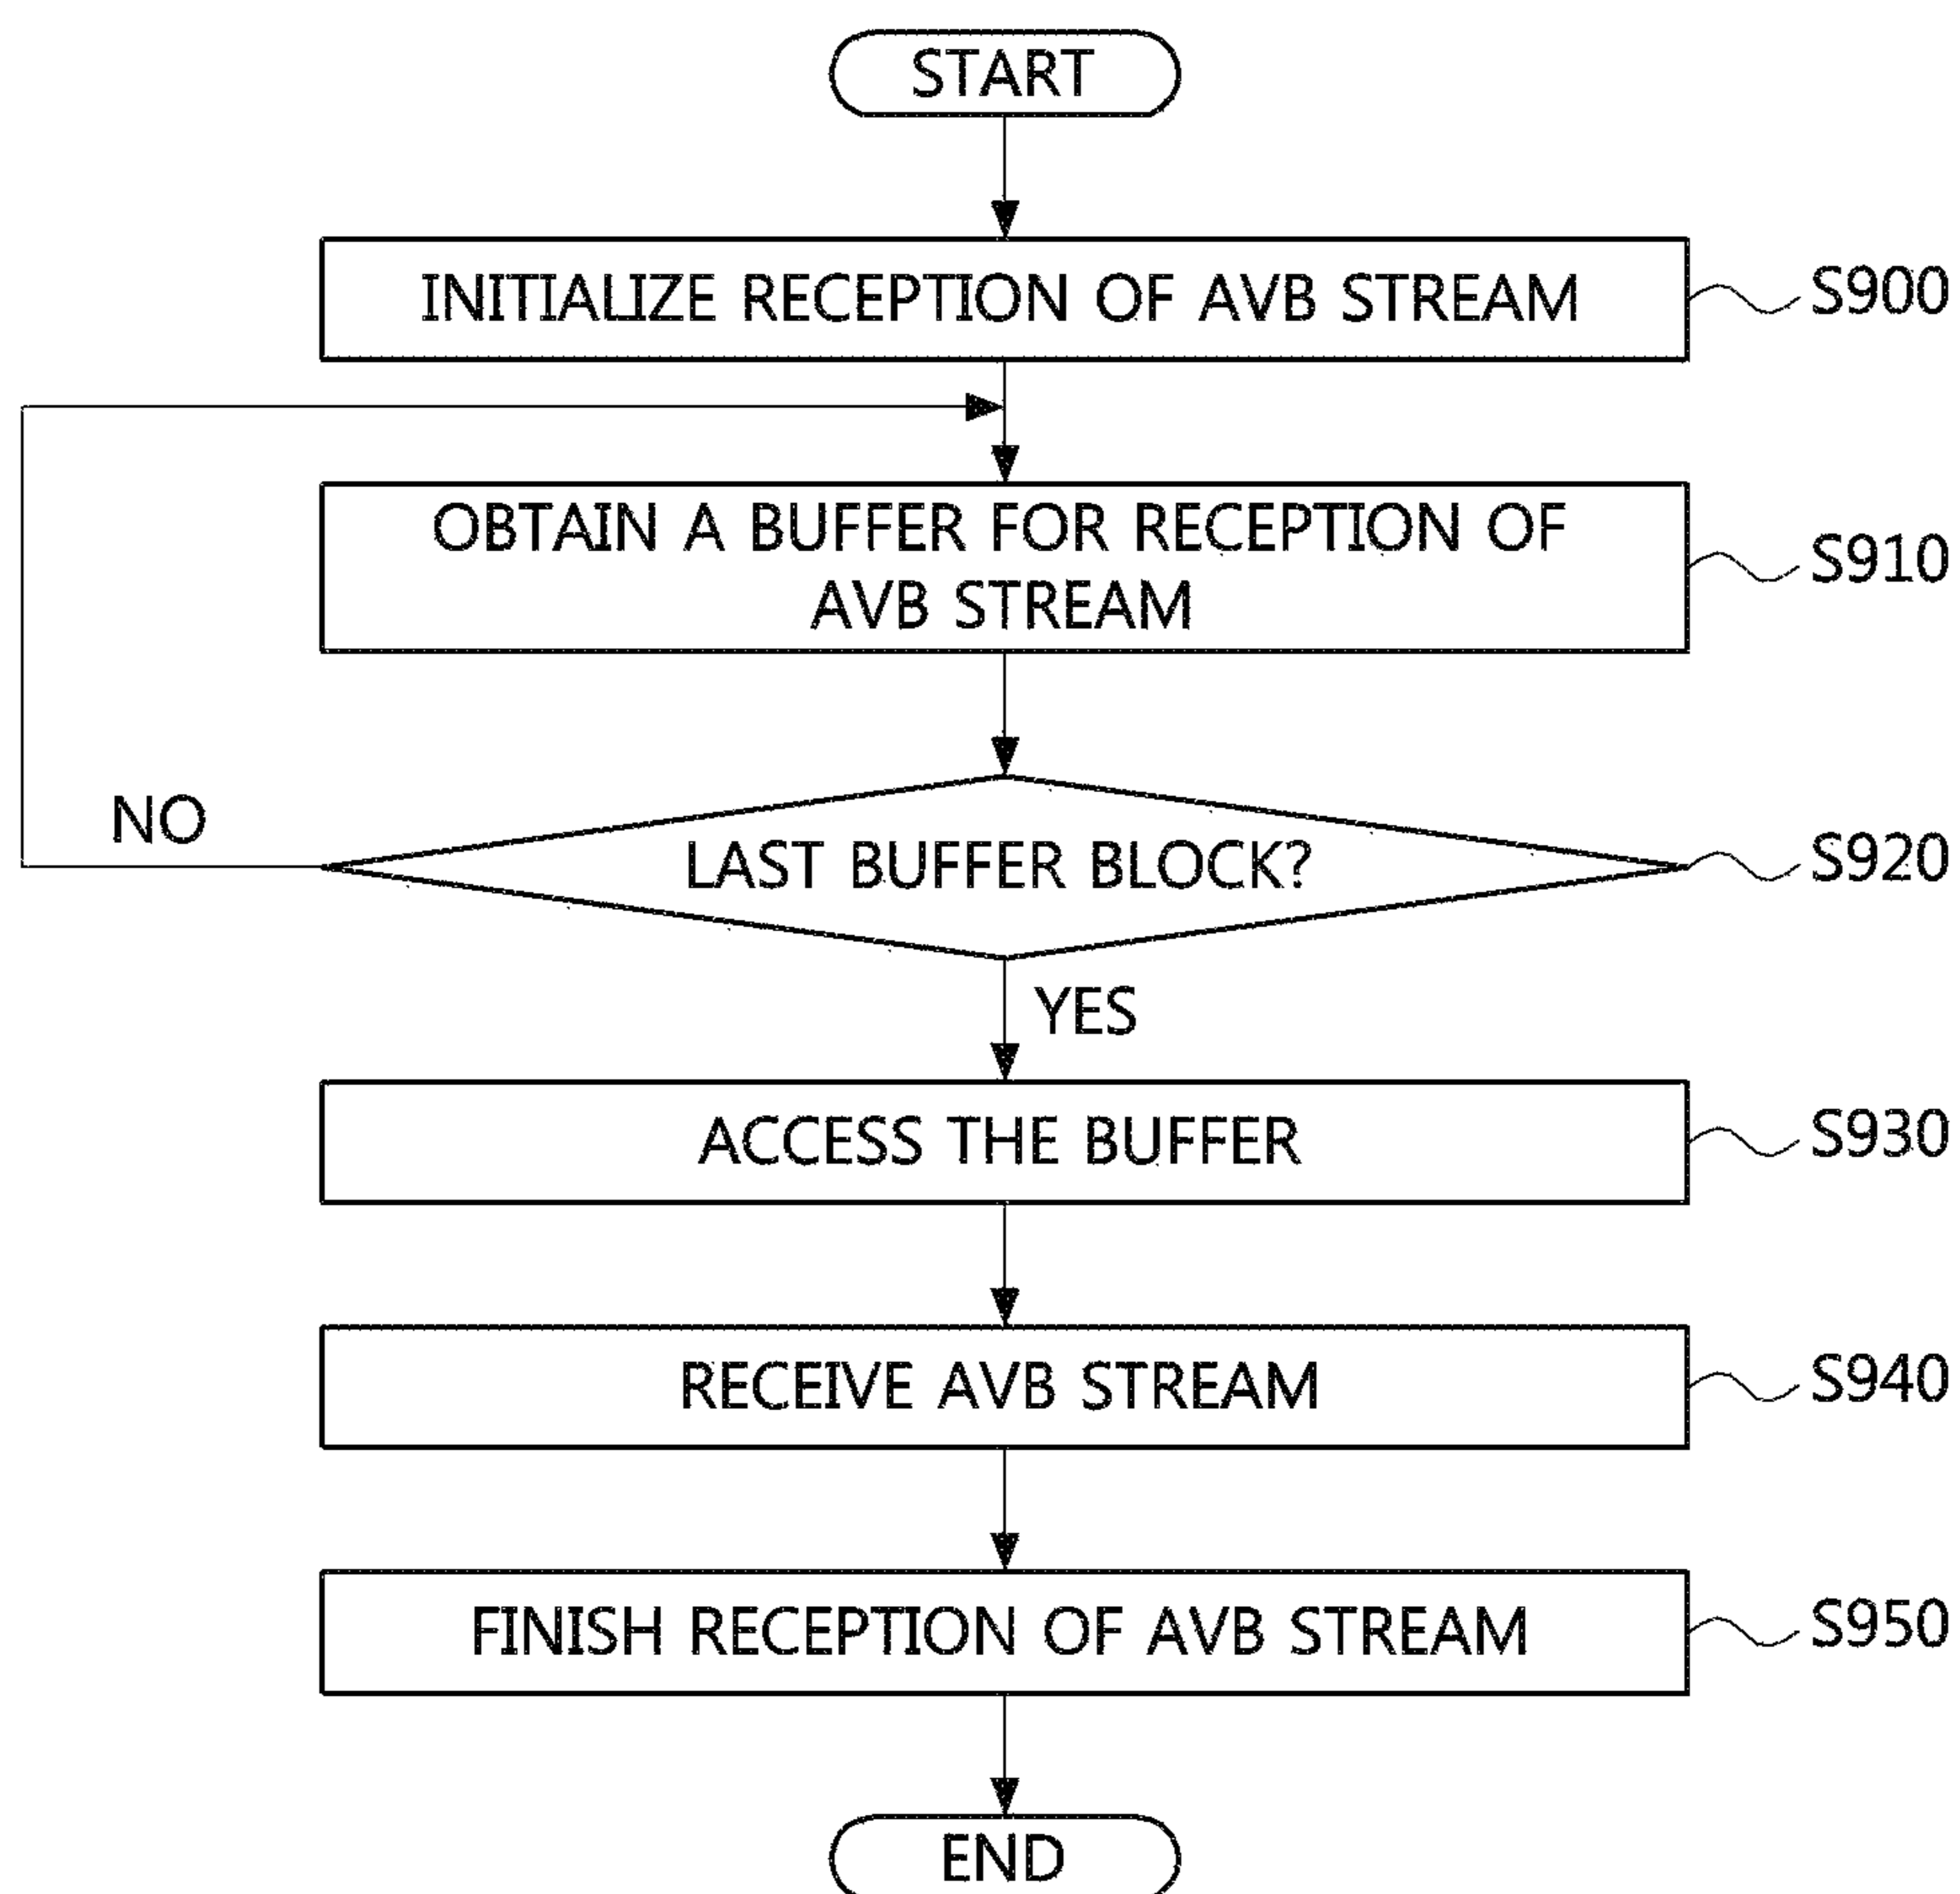 START
INITIALIZE RECEPTION OF AVB STREAM
S900
OBTAIN A BUFFER FOR RECEPTION OF
AVB STREAM
S910
NO
LAST BUFFER BLOCK?
S920
YES
ACCESS THE BUFFER
S930
RECEIVE AVB STREAM
S940
FINISH RECEPTION OF AVB STREAM
S950
END